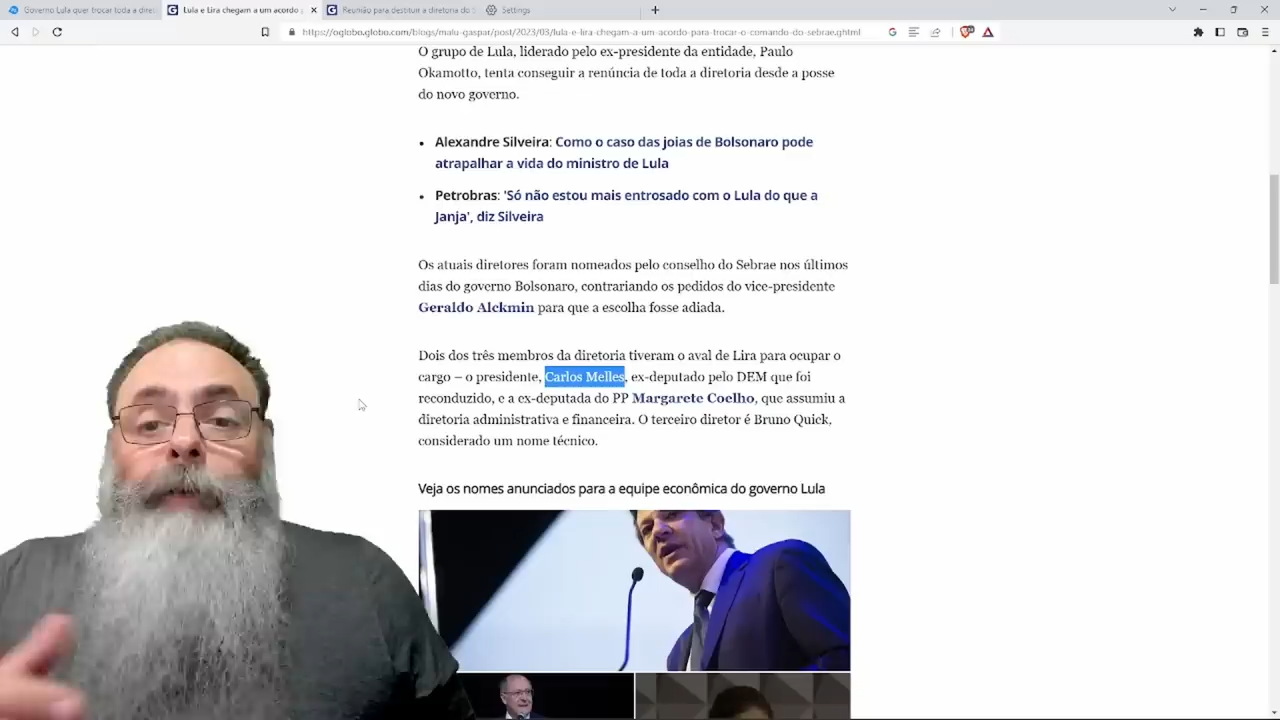 Governo Lula quer trocar toda a diret
Lula e Lira chegam a um acordo
Reunião para destituir a diretoria do S
Settings
https://oglobo.globo.com/blogs/malu-gaspar/post/2023/03/lula-e-lira-chegam-a-um-acordo-para-trocar-o-comando-do-sebrae.ghtml
O grupo de Lula, liderado pelo ex-presidente da entidade, Paulo
Okamotto, tenta conseguir a renúncia de toda a diretoria desde a posse
do novo governo.
• Alexandre Silveira: Como o caso das joias de Bolsonaro pode
atrapalhar a vida do ministro de Lula
• Petrobras: 'Só não estou mais entrosado com o Lula do que a
Janja', diz Silveira
Os atuais diretores foram nomeados pelo conselho do Sebrae nos últimos
dias do governo Bolsonaro, contrariando os pedidos do vice-presidente
Geraldo Alckmin para que a escolha fosse adiada.
Dois dos três membros da diretoria tiveram o aval de Lira para ocupar o
cargo – o presidente, Carlos Melles, ex-deputado pelo DEM que foi
reconduzido, e a ex-deputada do PP Margarete Coelho, que assumiu a
diretoria administrativa e financeira. O terceiro diretor é Bruno Quick,
considerado um nome técnico.
Veja os nomes anunciados para a equipe econômica do governo Lula